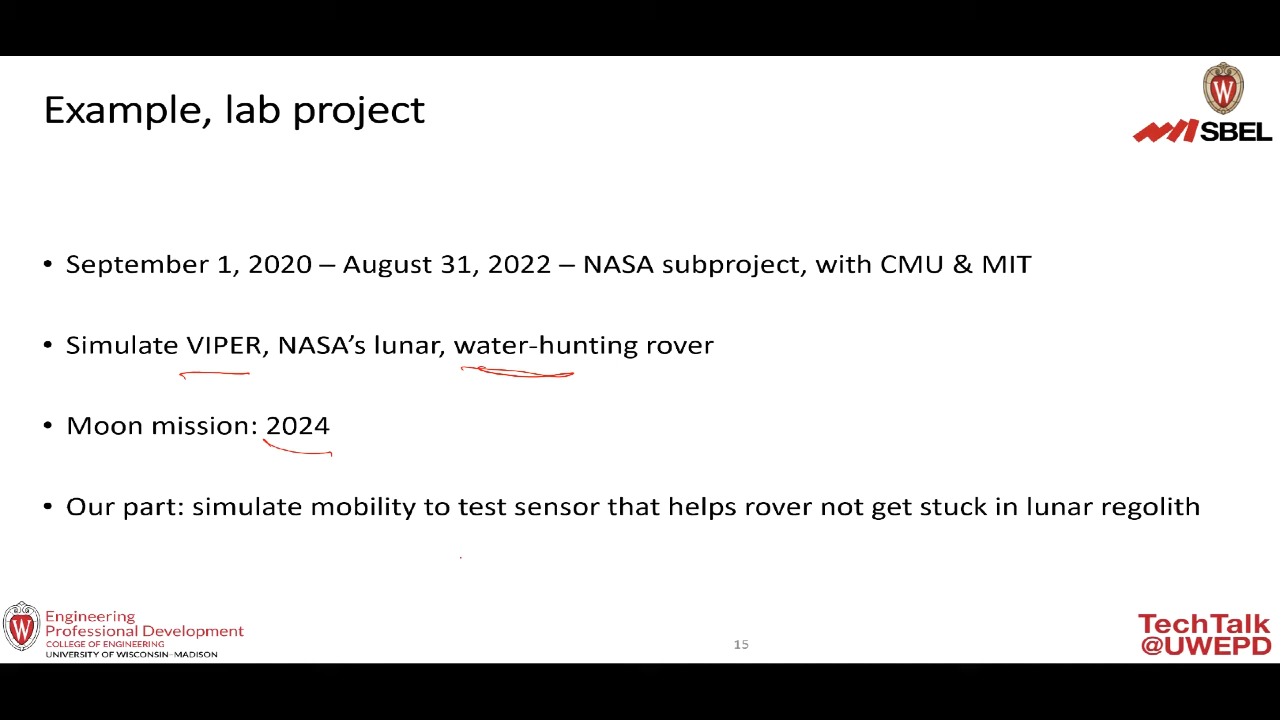 Example, lab project
W
SBEL
• September 1, 2020 – August 31, 2022 – NASA subproject, with CMU & MIT
• Simulate VIPER, NASA’s lunar, water-hunting rover
• Moon mission: 2024
• Our part: simulate mobility to test sensor that helps rover not get stuck in lunar regolith
W
Engineering
Professional Development
COLLEGE OF ENGINEERING
UNIVERSITY OF WISCONSIN–MADISON
15
TechTalk
@UWEPD